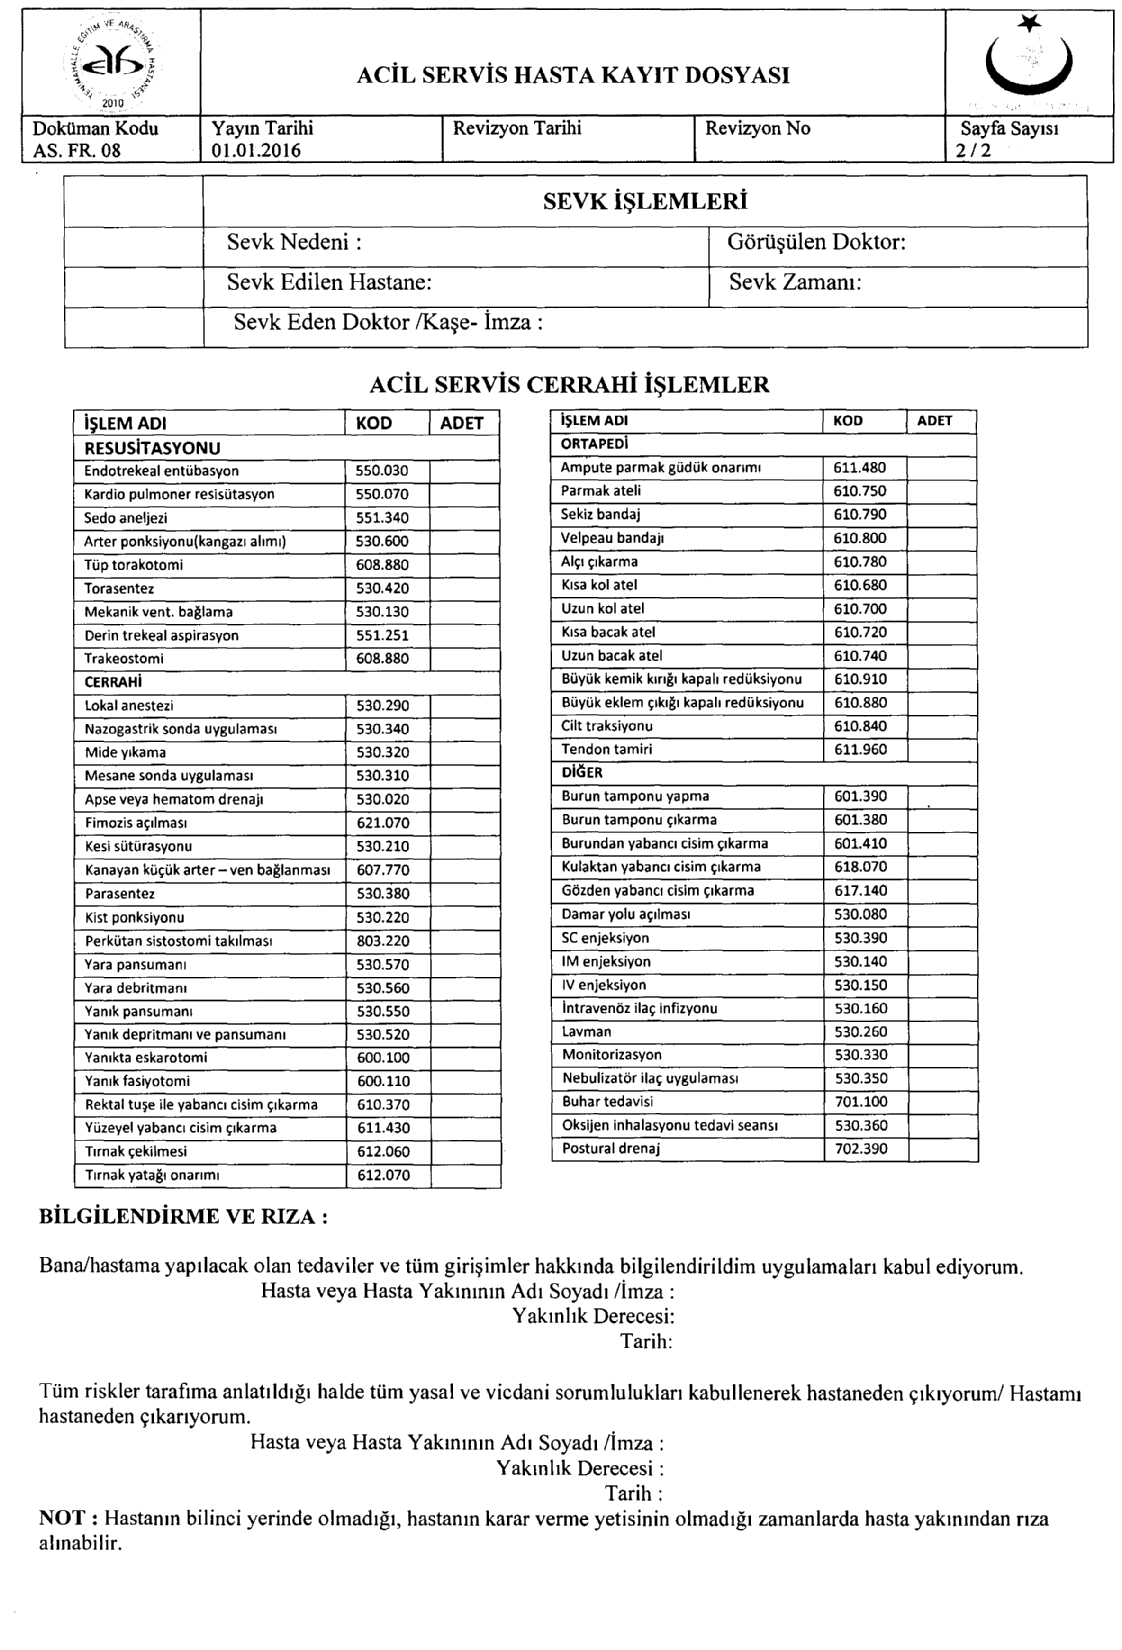 YENİMAHALLE EĞİTİM VE ARAŞTIRMA HASTANESİ
2010
ACİL SERVİS HASTA KAYIT DOSYASI
Doküman Kodu
AS. FR. 08
Yayın Tarihi
01.01.2016
Revizyon Tarihi
Revizyon No
Sayfa Sayısı
2 / 2
SEVK İŞLEMLERİ
Sevk Nedeni :
Görüşülen Doktor:
Sevk Edilen Hastane:
Sevk Zamanı:
Sevk Eden Doktor /Kaşe- İmza :
ACİL SERVİS CERRAHİ İŞLEMLER
İŞLEM ADI KOD ADET
RESUSİTASYONU
Endotrekeal entübasyon 550.030
Kardio pulmoner resisütasyon 550.070
Sedo aneljezi 551.340
Arter ponksiyonu(kangazı alımı) 530.600
Tüp torakotomi 608.880
Torasentez 530.420
Mekanik vent. bağlama 530.130
Derin trekeal aspirasyon 551.251
Trakeostomi 608.880
CERRAHİ
Lokal anestezi 530.290
Nazogastrik sonda uygulaması 530.340
Mide yıkama 530.320
Mesane sonda uygulaması 530.310
Apse veya hematom drenajı 530.020
Fimozis açılması 621.070
Kesi sütürasyonu 530.210
Kanayan küçük arter – ven bağlanması 607.770
Parasentez 530.380
Kist ponksiyonu 530.220
Perkütan sistostomi takılması 803.220
Yara pansumanı 530.570
Yara debritmanı 530.560
Yanık pansumanı 530.550
Yanık depritmanı ve pansumanı 530.520
Yanıkta eskarotomi 600.100
Yanık fasiyotomi 600.110
Rektal tuşe ile yabancı cisim çıkarma 610.370
Yüzeyel yabancı cisim çıkarma 611.430
Tırnak çekilmesi 612.060
Tırnak yatağı onarımı 612.070
İŞLEM ADI KOD ADET
ORTAPEDİ
Ampute parmak güdük onarımı 611.480
Parmak ateli 610.750
Sekiz bandaj 610.790
Velpeau bandajı 610.800
Alçı çıkarma 610.780
Kısa kol atel 610.680
Uzun kol atel 610.700
Kısa bacak atel 610.720
Uzun bacak atel 610.740
Büyük kemik kırığı kapalı redüksiyonu 610.910
Büyük eklem çıkığı kapalı redüksiyonu 610.880
Cilt traksiyonu 610.840
Tendon tamiri 611.960
DİĞER
Burun tamponu yapma 601.390
Burun tamponu çıkarma 601.380
Burundan yabancı cisim çıkarma 601.410
Kulaktan yabancı cisim çıkarma 618.070
Gözden yabancı cisim çıkarma 617.140
Damar yolu açılması 530.080
SC enjeksiyon 530.390
IM enjeksiyon 530.140
IV enjeksiyon 530.150
İntravenöz ilaç infizyonu 530.160
Lavman 530.260
Monitorizasyon 530.330
Nebulizatör ilaç uygulaması 530.350
Buhar tedavisi 701.100
Oksijen inhalasyonu tedavi seansı 530.360
Postural drenaj 702.390
BİLGİLENDİRME VE RIZA :
Bana/hastama yapılacak olan tedaviler ve tüm girişimler hakkında bilgilendirildim uygulamaları kabul ediyorum.
Hasta veya Hasta Yakınının Adı Soyadı /İmza :
Yakınlık Derecesi:
Tarih:
Tüm riskler tarafıma anlatıldığı halde tüm yasal ve vicdani sorumlulukları kabullenerek hastaneden çıkıyorum/ Hastamı
hastaneden çıkarıyorum.
Hasta veya Hasta Yakınının Adı Soyadı /İmza :
Yakınlık Derecesi :
Tarih :
NOT : Hastanın bilinci yerinde olmadığı, hastanın karar verme yetisinin olmadığı zamanlarda hasta yakınından rıza
alınabilir.